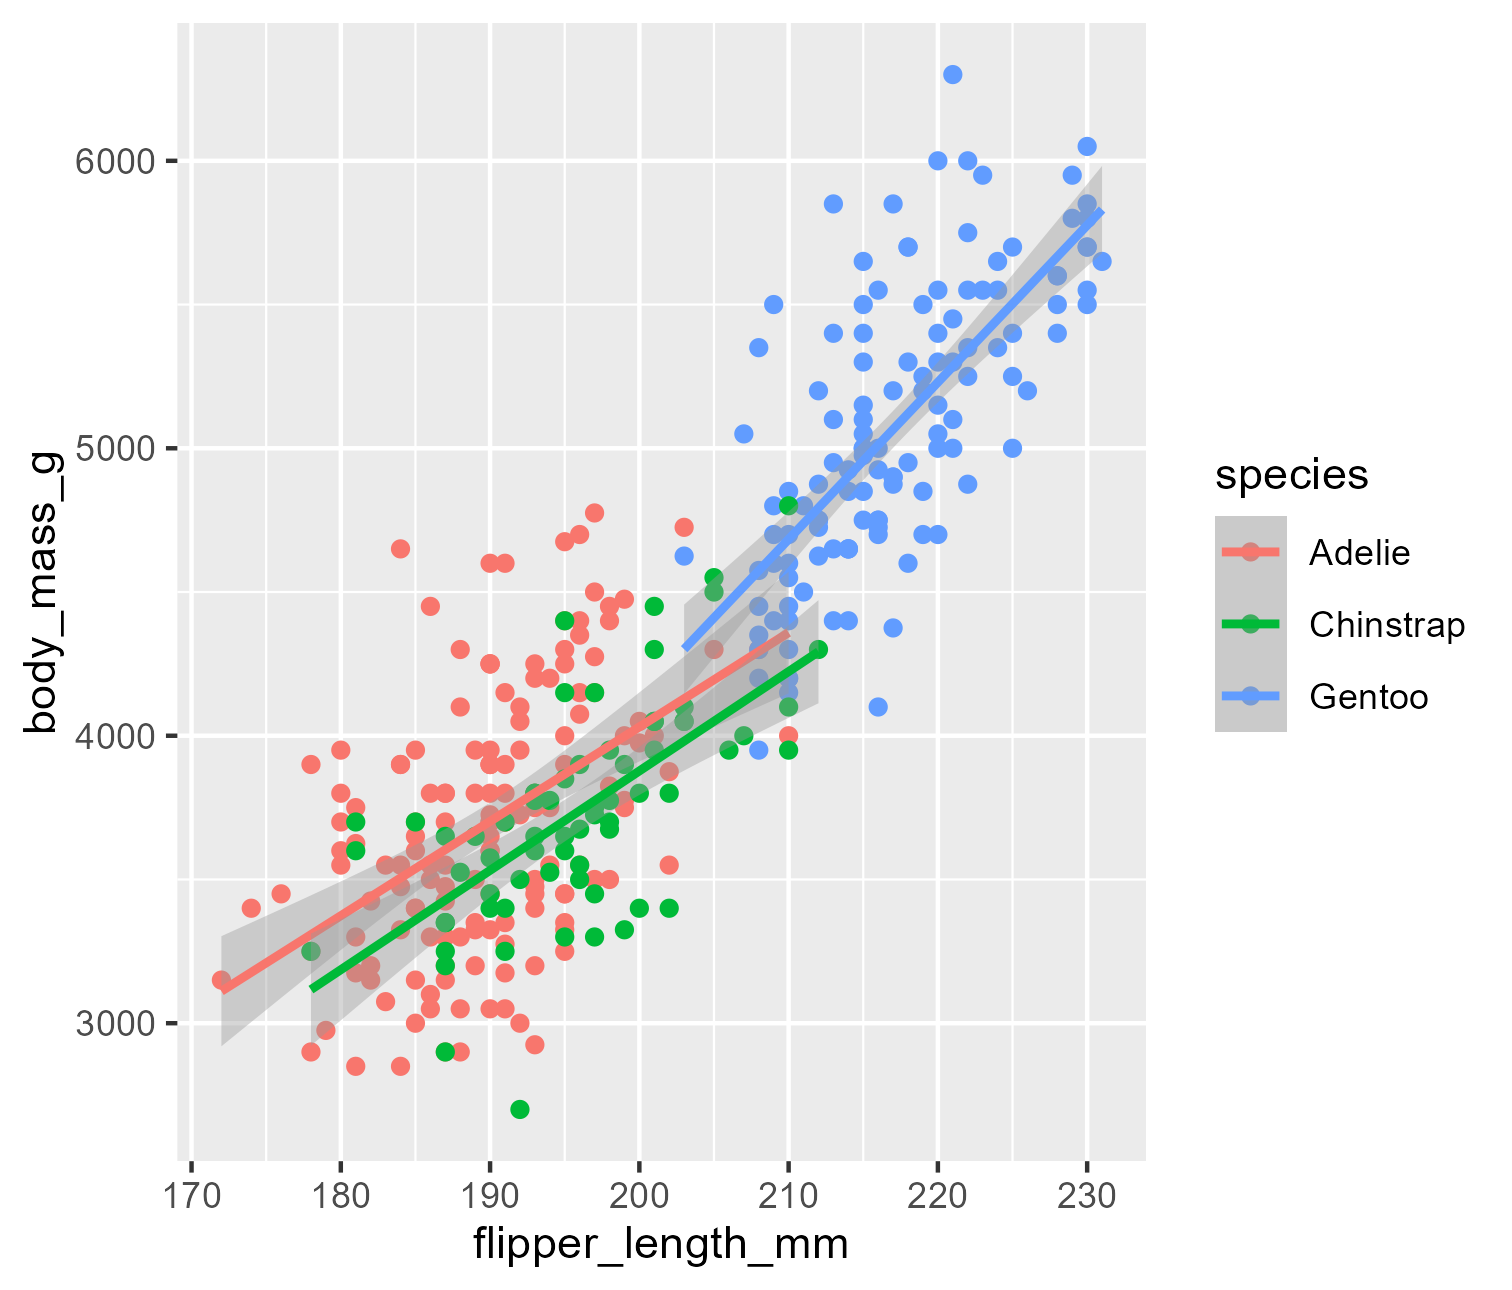 body_mass_g
6000
5000
4000
3000
170 180 190 200 210 220 230
flipper_length_mm
species
Adelie
Chinstrap
Gentoo